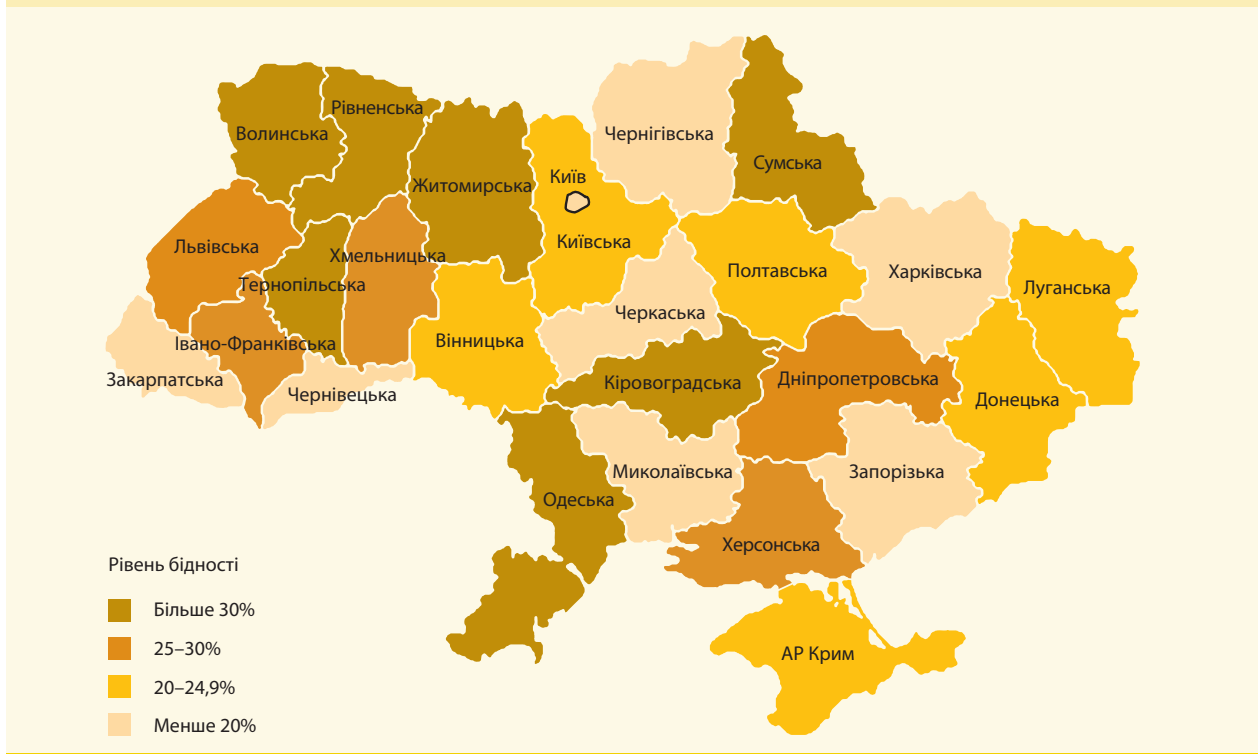 Рівненська
Волинська
Чернігівська
Сумська
Житомирська
Київ
Київська
Львівська
Хмельницька
Тернопільська
Полтавська
Харківська
Луганська
Черкаська
Вінницька
Івано-Франківська
Закарпатська
Чернівецька
Кіровоградська
Дніпропетровська
Донецька
Миколаївська
Запорізька
Одеська
Херсонська
АР Крим
Рівень бідності
Більше 30%
25–30%
20–24,9%
Менше 20%